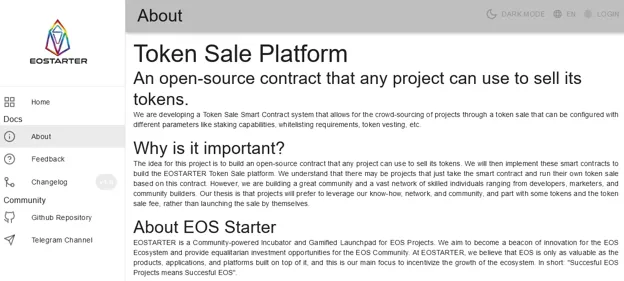 EOSTARTER
Home
Docs
About
Feedback
Changelog
Community
Github Repository
Telegram Channel
About
DARK MODE
EN
LOGIN
Token Sale Platform
An open-source contract that any project can use to sell its
tokens.
We are developing a Token Sale Smart Contract system that allows for the crowd-sourcing of projects through a token sale that can be configured with
different parameters like staking capabilities, whitelisting requirements, token vesting, etc.
Why is it important?
The idea for this project is to build an open-source contract that any project can use to sell its tokens. We will then implement these smart contracts to
build the EOSTARTER Token Sale platform. We understand that there may be projects that just take the smart contract and run their own token sale
based on this contract. However, we are building a great community and a vast network of skilled individuals ranging from developers, marketers, and
community builders. Our thesis is that projects will prefer to leverage our know-how, network, and community, and part with some tokens and the token
sale fee, rather than launching the sale by themselves.
About EOS Starter
EOSTARTER is a Community-powered Incubator and Gamified Launchpad for EOS Projects. We aim to become a beacon of innovation for the EOS
Ecosystem and provide equalitarian investment opportunities for the EOS Community. At EOSTARTER, we believe that EOS is only as valuable as the
products, applications, and platforms built on top of it, and this is our main focus to incentivize the growth of the ecosystem. In short: "Succesful EOS
Projects means Succesful EOS".